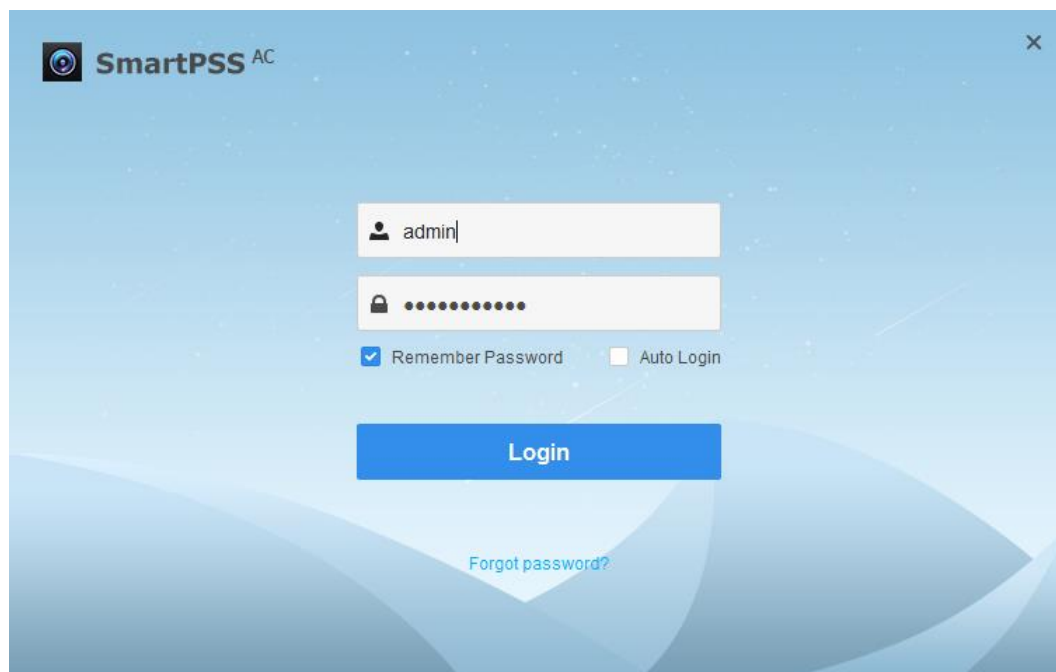 SmartPSS AC
admin
●●●●●●●●●●●
Remember Password
Auto Login
Login
Forgot password?